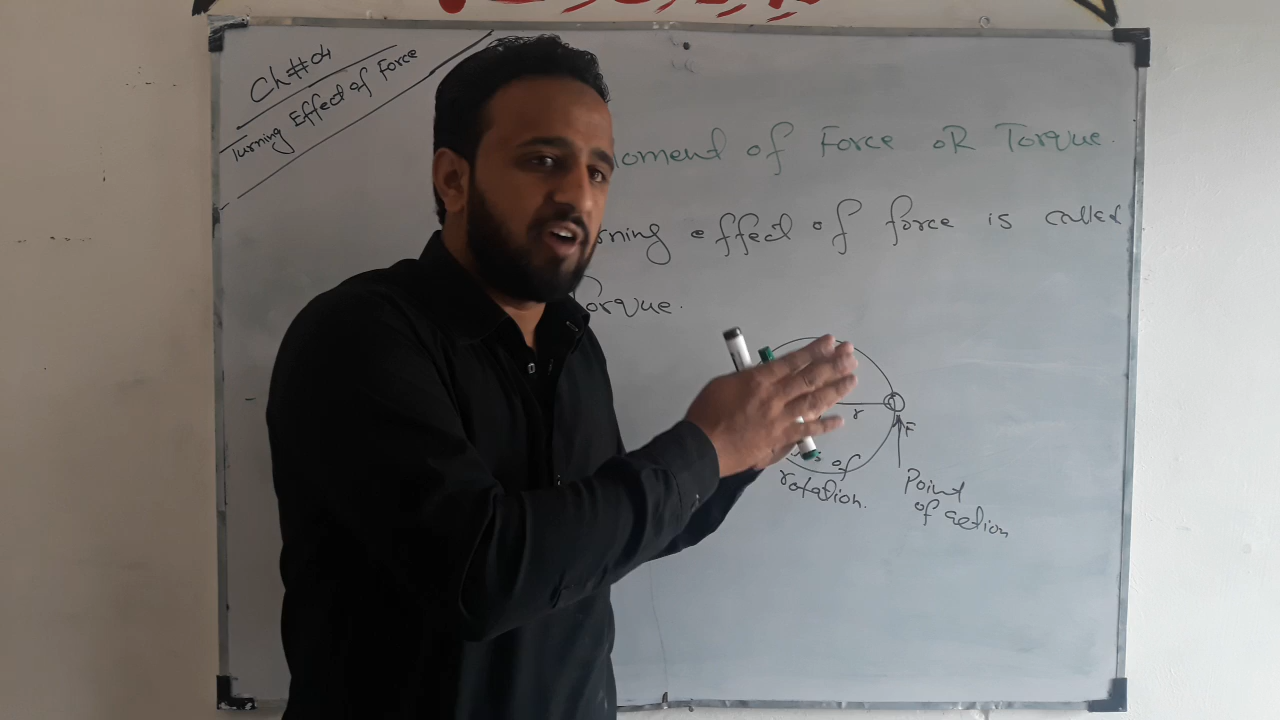 Ch#04
Turning Effect of Force
oment of Force OR Torque.
rning effect of force is called
Torque.
r
F
of
rotation.
Point
of action